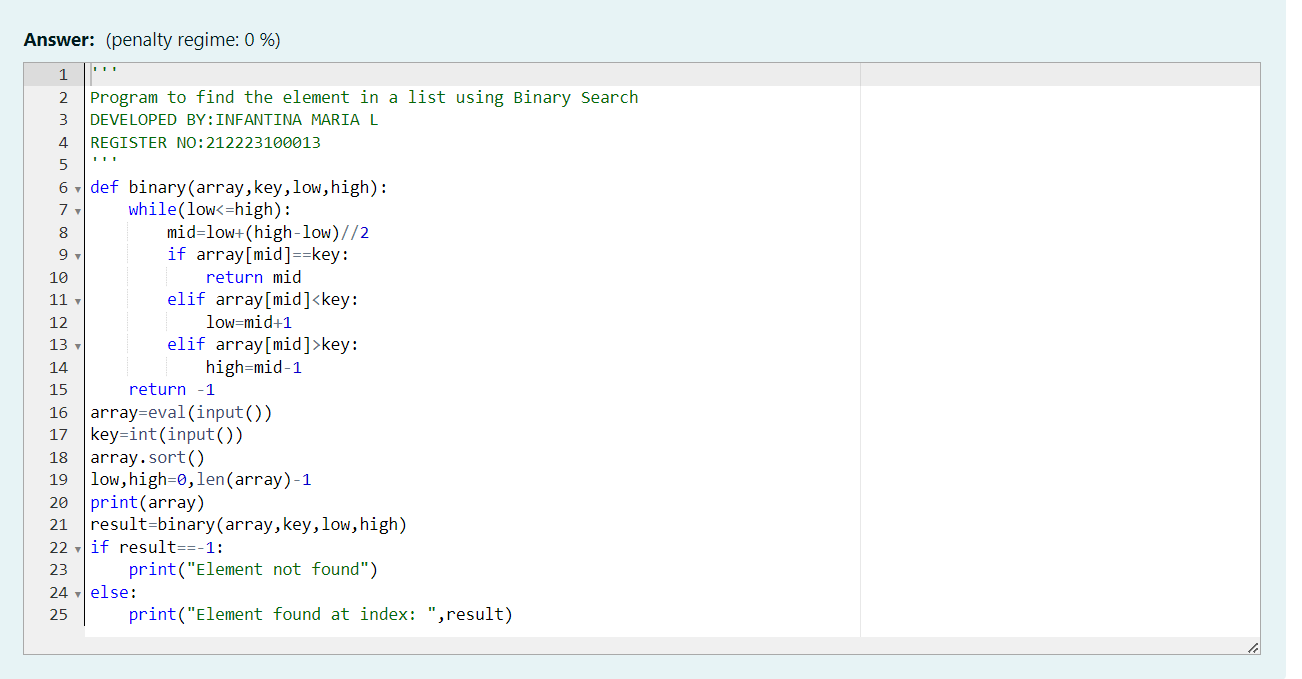 Answer: (penalty regime: 0 %)
1 '''
2 Program to find the element in a list using Binary Search
3 DEVELOPED BY:INFANTINA MARIA L
4 REGISTER NO:212223100013
5 '''
6 def binary(array,key,low,high):
7     while(low<=high):
8         mid=low+(high-low)//2
9         if array[mid]==key:
10             return mid
11         elif array[mid]<key:
12             low=mid+1
13         elif array[mid]>key:
14             high=mid-1
15     return -1
16 array=eval(input())
17 key=int(input())
18 array.sort()
19 low,high=0,len(array)-1
20 print(array)
21 result=binary(array,key,low,high)
22 if result==-1:
23     print("Element not found")
24 else:
25     print("Element found at index: ",result)